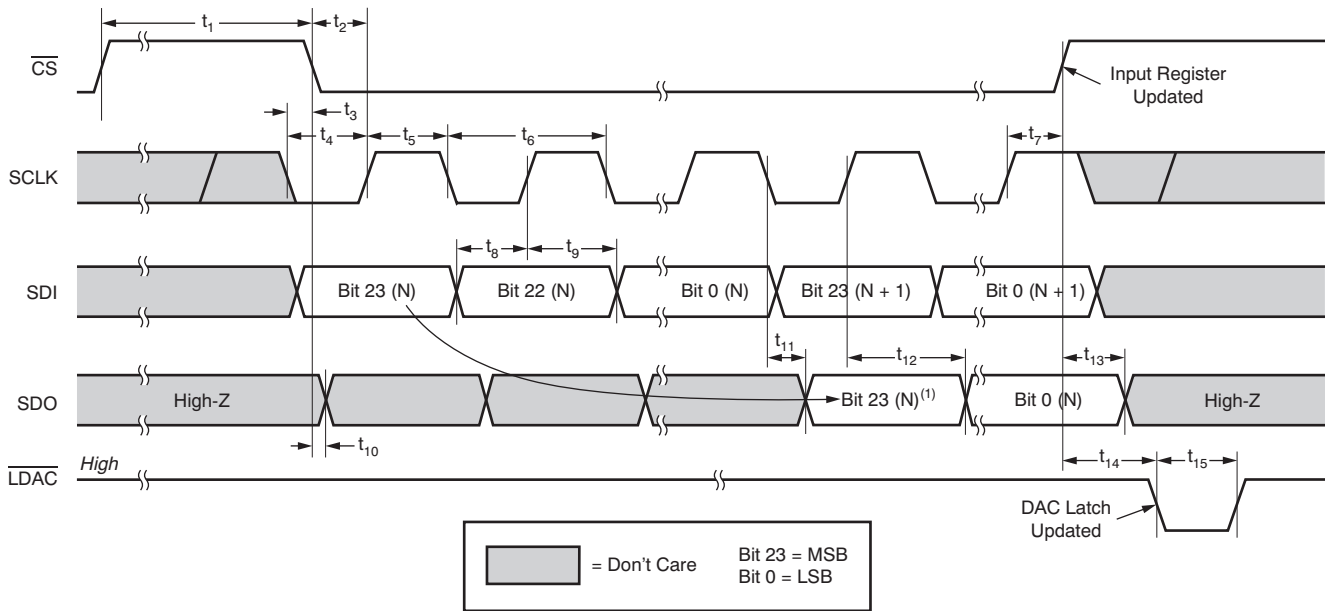 t1
t2
CS
Input Register
Updated
t3
t4
t5
t6
t7
SCLK
t8
t9
SDI
Bit 23 (N)
Bit 22 (N)
Bit 0 (N)
Bit 23 (N + 1)
Bit 0 (N + 1)
t11
t12
t13
SDO
High-Z
Bit 23 (N)(1)
Bit 0 (N)
High-Z
t10
LDAC
High
t14
t15
DAC Latch
Updated
= Don't Care
Bit 23 = MSB
Bit 0 = LSB